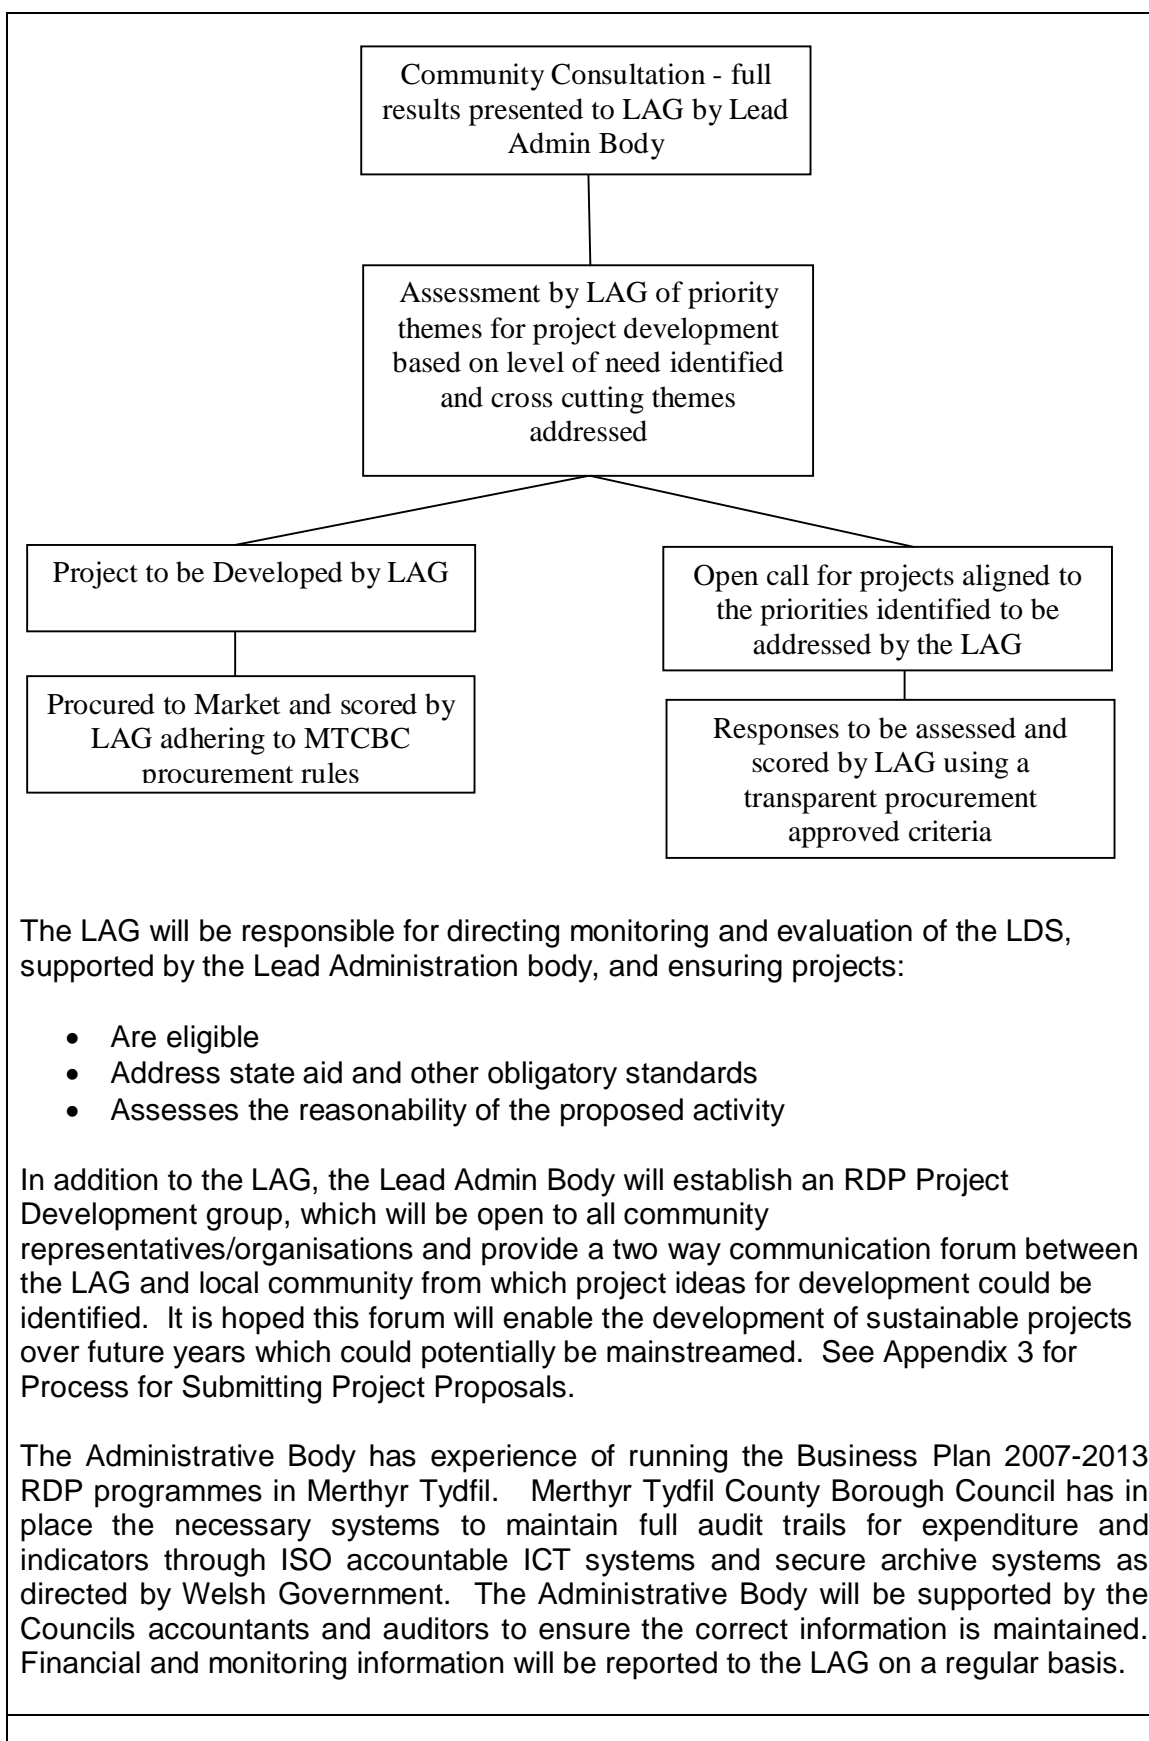 Community Consultation - full
results presented to LAG by Lead
Admin Body
Assessment by LAG of priority
themes for project development
based on level of need identified
and cross cutting themes
addressed
Project to be Developed by LAG
Procured to Market and scored by
LAG adhering to MTCBC
procurement rules
Open call for projects aligned to
the priorities identified to be
addressed by the LAG
Responses to be assessed and
scored by LAG using a
transparent procurement
approved criteria
The LAG will be responsible for directing monitoring and evaluation of the LDS,
supported by the Lead Administration body, and ensuring projects:
• Are eligible
• Address state aid and other obligatory standards
• Assesses the reasonability of the proposed activity
In addition to the LAG, the Lead Admin Body will establish an RDP Project
Development group, which will be open to all community
representatives/organisations and provide a two way communication forum between
the LAG and local community from which project ideas for development could be
identified.  It is hoped this forum will enable the development of sustainable projects
over future years which could potentially be mainstreamed.  See Appendix 3 for
Process for Submitting Project Proposals.
The Administrative Body has experience of running the Business Plan 2007-2013
RDP programmes in Merthyr Tydfil.   Merthyr Tydfil County Borough Council has in
place the necessary systems to maintain full audit trails for expenditure and
indicators through ISO accountable ICT systems and secure archive systems as
directed by Welsh Government.  The Administrative Body will be supported by the
Councils accountants and auditors to ensure the correct information is maintained.
Financial and monitoring information will be reported to the LAG on a regular basis.